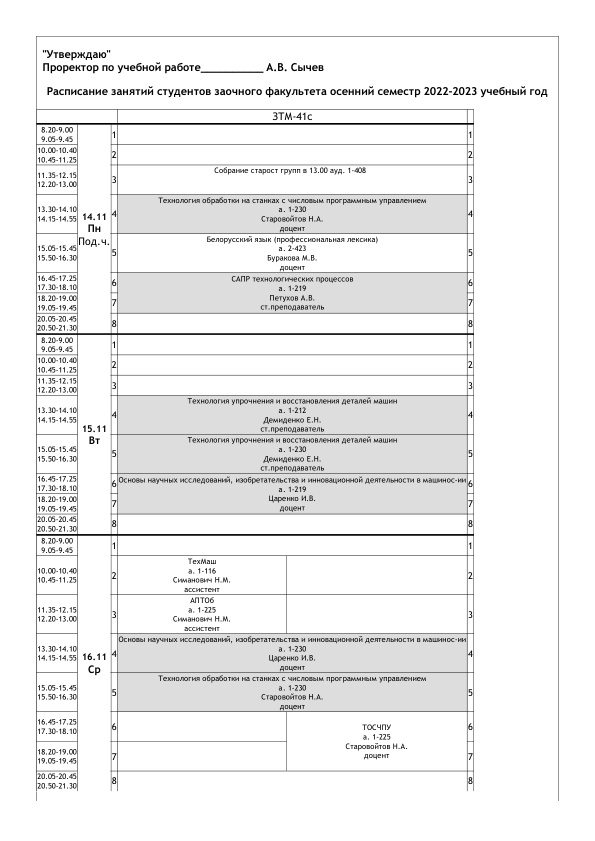 "Утверждаю"
Проректор по учебной работе___________ А.В. Сычев
Расписание занятий студентов заочного факультета осенний семестр 2022-2023 учебный год
ЗТМ-41с
14.11
Пн
Под.ч.
8.20-9.00
9.05-9.45
1 1
10.00-10.40
10.45-11.25
2 2
11.35-12.15
12.20-13.00
3 3
Собрание старост групп в 13.00 ауд. 1-408
13.30-14.10
14.15-14.55
4 4
Технология обработки на станках с числовым программным управлением
а. 1-230
Старовойтов Н.А.
доцент
15.05-15.45
15.50-16.30
5 5
Белорусский язык (профессиональная лексика)
а. 2-423
Буракова М.В.
доцент
16.45-17.25
17.30-18.10
6 6
18.20-19.00
19.05-19.45
7 7
САПР технологических процессов
а. 1-219
Петухов А.В.
ст.преподаватель
20.05-20.45
20.50-21.30
8 8
15.11
Вт
8.20-9.00
9.05-9.45
1 1
10.00-10.40
10.45-11.25
2 2
11.35-12.15
12.20-13.00
3 3
13.30-14.10
14.15-14.55
4 4
Технология упрочнения и восстановления деталей машин
а. 1-212
Демиденко Е.Н.
ст.преподаватель
15.05-15.45
15.50-16.30
5 5
Технология упрочнения и восстановления деталей машин
а. 1-230
Демиденко Е.Н.
ст.преподаватель
16.45-17.25
17.30-18.10
6 6
18.20-19.00
19.05-19.45
7 7
Основы научных исследований, изобретательства и инновационной деятельности в машинос-ии
а. 1-219
Царенко И.В.
доцент
20.05-20.45
20.50-21.30
8 8
16.11
Ср
8.20-9.00
9.05-9.45
1 1
10.00-10.40
10.45-11.25
2 2
ТехМаш
а. 1-116
Симанович Н.М.
ассистент
11.35-12.15
12.20-13.00
3 3
АПТОб
а. 1-225
Симанович Н.М.
ассистент
13.30-14.10
14.15-14.55
4 4
Основы научных исследований, изобретательства и инновационной деятельности в машинос-ии
а. 1-230
Царенко И.В.
доцент
15.05-15.45
15.50-16.30
5 5
Технология обработки на станках с числовым программным управлением
а. 1-230
Старовойтов Н.А.
доцент
16.45-17.25
17.30-18.10
6 6
18.20-19.00
19.05-19.45
7 7
ТОСЧПУ
а. 1-225
Старовойтов Н.А.
доцент
20.05-20.45
20.50-21.30
8 8